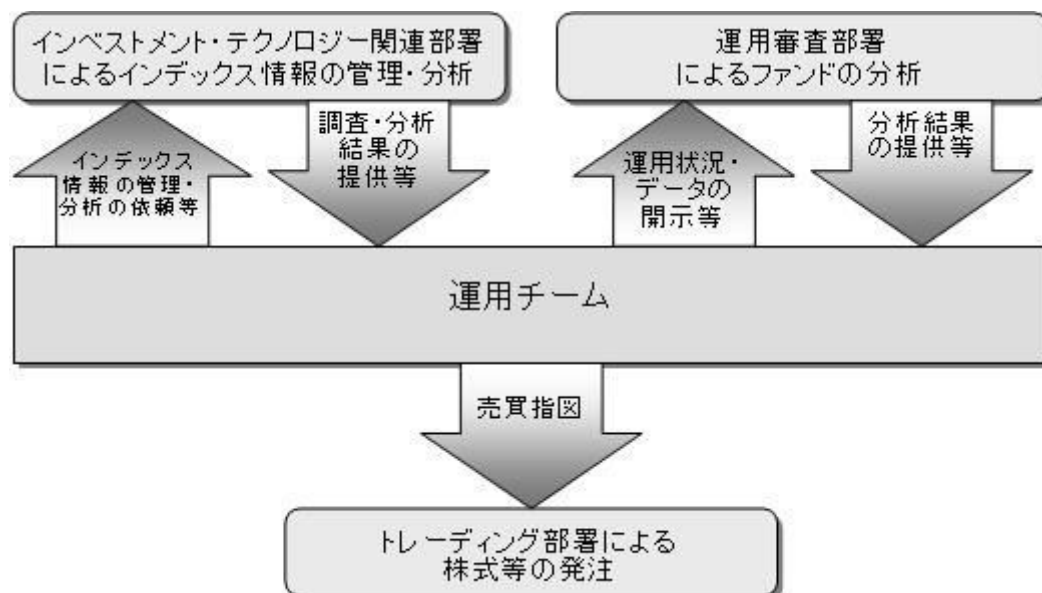 インベストメント・テクノロジー関連部署
によるインデックス情報の管理・分析
運用審査部署
によるファンドの分析
インデックス
情報の管理・
分析の依頼等
調査・分析
結果の
提供等
運用状況・
データの
開示等
分析結果
の提供等
運用チーム
売買指図
トレーディング部署による
株式等の発注